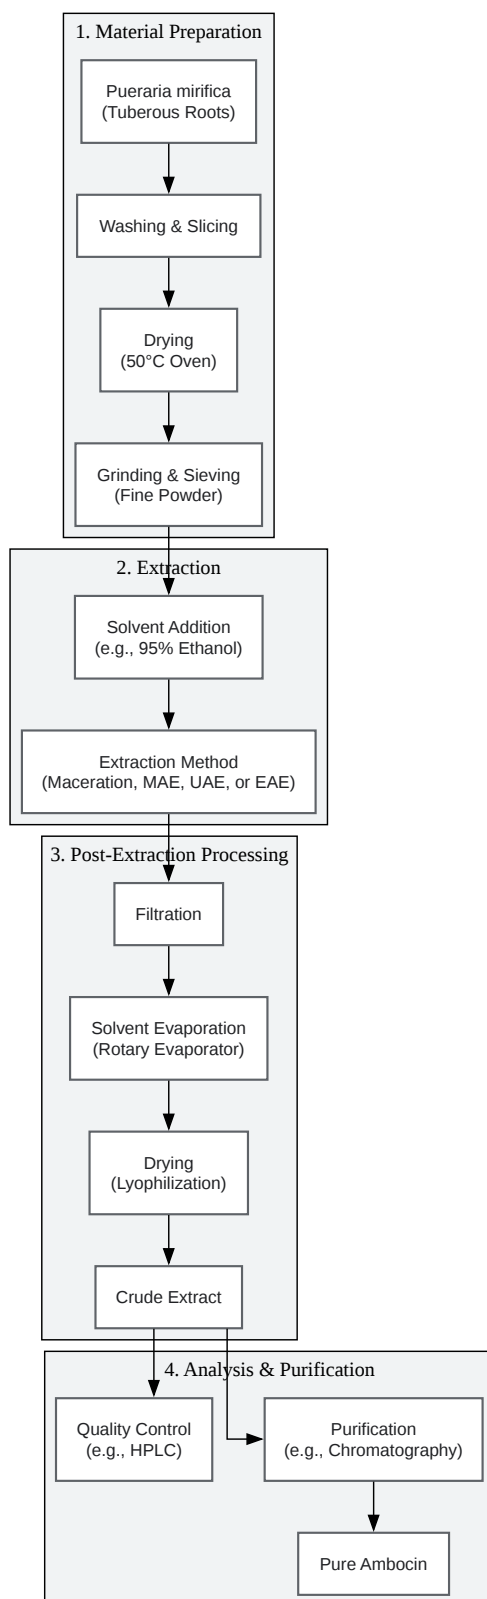 1. Material Preparation
Pueraria mirifica
(Tuberous Roots)
Washing & Slicing
Drying
(50°C Oven)
Grinding & Sieving
(Fine Powder)
2. Extraction
Solvent Addition
(e.g., 95% Ethanol)
Extraction Method
(Maceration, MAE, UAE, or EAE)
3. Post-Extraction Processing
Filtration
Solvent Evaporation
(Rotary Evaporator)
Drying
(Lyophilization)
Crude Extract
4. Analysis & Purification
Quality Control
(e.g., HPLC)
Purification
(e.g., Chromatography)
Pure Ambocin